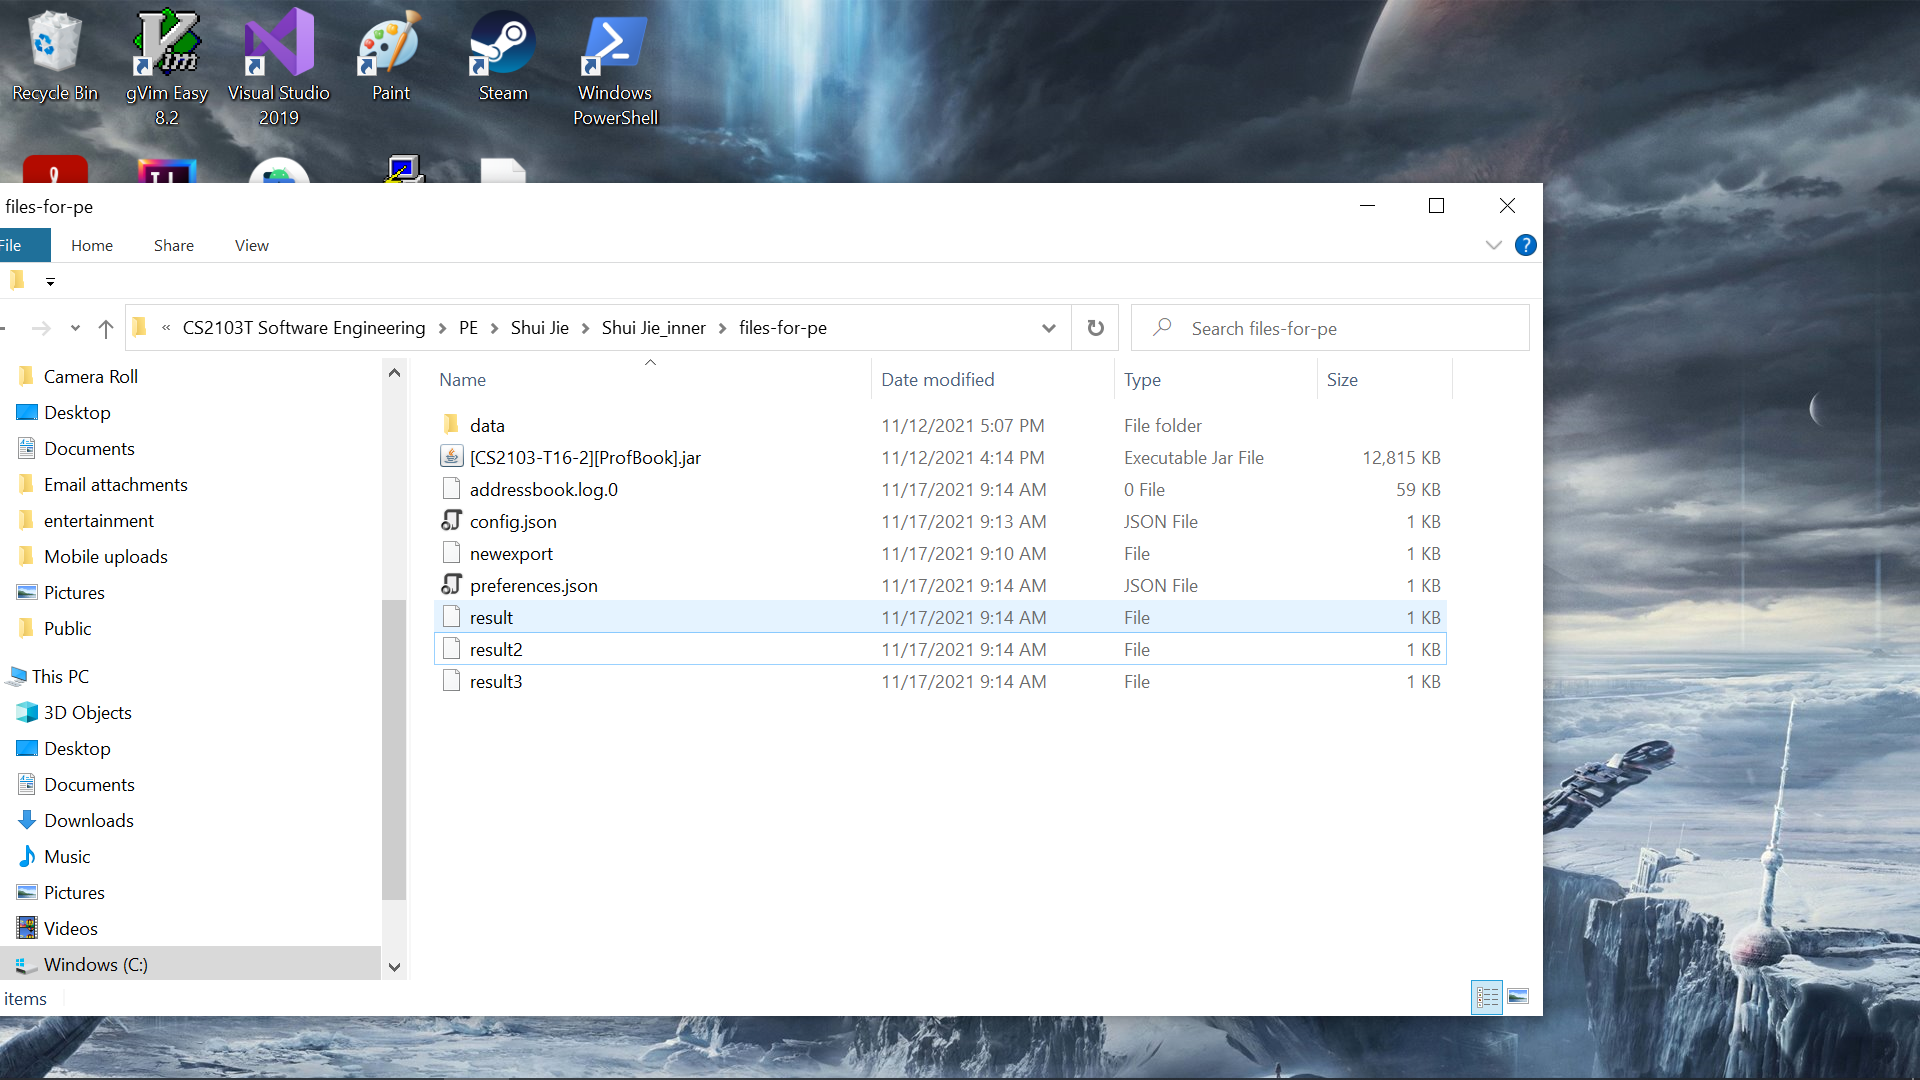 Recycle Bin
gVim Easy 8.2
Visual Studio 2019
Paint
Steam
Windows PowerShell
files-for-pe
File Home Share View
« CS2103T Software Engineering > PE > Shui Jie > Shui Jie_inner > files-for-pe
Search files-for-pe
Camera Roll
Desktop
Documents
Email attachments
entertainment
Mobile uploads
Pictures
Public
This PC
3D Objects
Desktop
Documents
Downloads
Music
Pictures
Videos
Windows (C:)
Name Date modified Type Size
data 11/12/2021 5:07 PM File folder
[CS2103-T16-2][ProfBook].jar 11/12/2021 4:14 PM Executable Jar File 12,815 KB
addressbook.log.0 11/17/2021 9:14 AM 0 File 59 KB
config.json 11/17/2021 9:13 AM JSON File 1 KB
newexport 11/17/2021 9:10 AM File 1 KB
preferences.json 11/17/2021 9:14 AM JSON File 1 KB
result 11/17/2021 9:14 AM File 1 KB
result2 11/17/2021 9:14 AM File 1 KB
result3 11/17/2021 9:14 AM File 1 KB
items